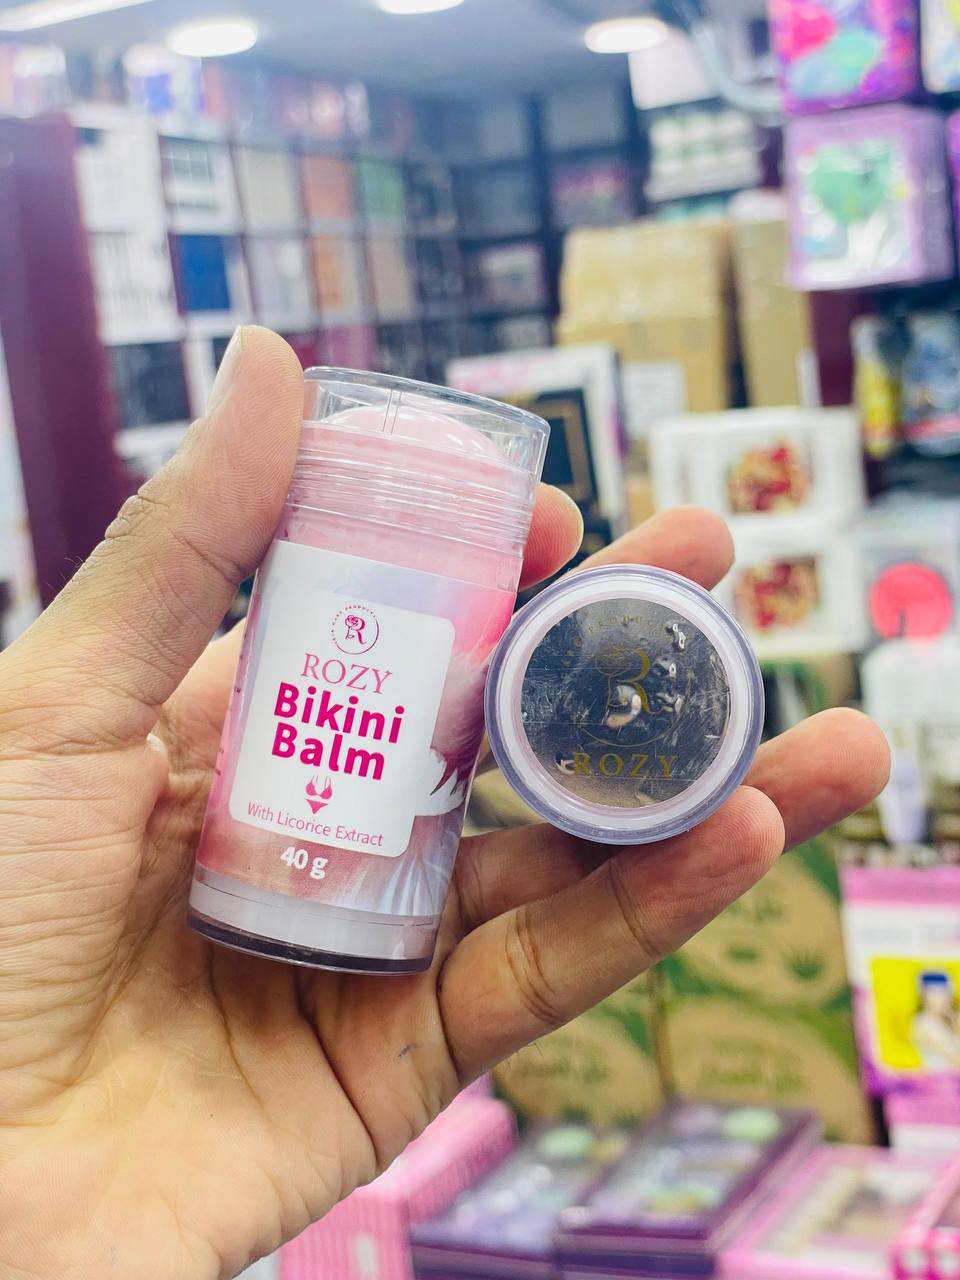 ROZY
Bikini
Balm
With Licorice Extract
40 g
R
ROZY